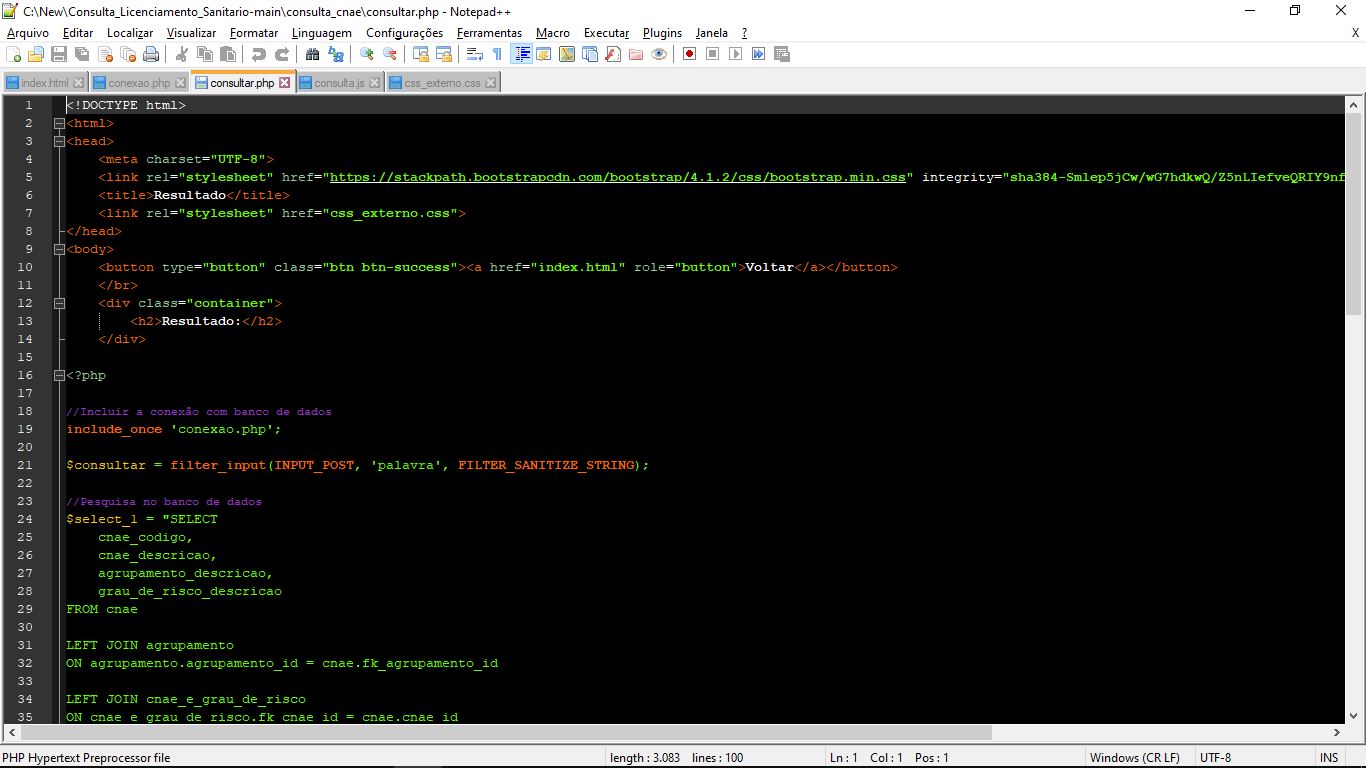 C:\New\Consulta_Licenciamento_Sanitario-main\consulta_cnae\consultar.php - Notepad++
Arquivo Editar Localizar Visualizar Formatar Linguagem Configurações Ferramentas Macro Executar Plugins Janela ? X
index.html conexao.php consultar.php consulta.js css_externo.css
1 <!DOCTYPE html>
2 <html>
3 <head>
4 <meta charset="UTF-8">
5 <link rel="stylesheet" href="https://stackpath.bootstrapcdn.com/bootstrap/4.1.2/css/bootstrap.min.css" integrity="sha384-Smlep5jCw/wG7hdkwQ/Z5nLIefveQRIY9nf
6 <title>Resultado</title>
7 <link rel="stylesheet" href="css_externo.css">
8 </head>
9 <body>
10 <button type="button" class="btn btn-success"><a href="index.html" role="button">Voltar</a></button>
11 </br>
12 <div class="container">
13 <h2>Resultado:</h2>
14 </div>
15
16 <?php
17
18 //Incluir a conexão com banco de dados
19 include_once 'conexao.php';
20
21 $consultar = filter_input(INPUT_POST, 'palavra', FILTER_SANITIZE_STRING);
22
23 //Pesquisa no banco de dados
24 $select_1 = "SELECT
25 cnae_codigo,
26 cnae_descricao,
27 agrupamento_descricao,
28 grau_de_risco_descricao
29 FROM cnae
30
31 LEFT JOIN agrupamento
32 ON agrupamento.agrupamento_id = cnae.fk_agrupamento_id
33
34 LEFT JOIN cnae_e_grau_de_risco
35 ON cnae_e_grau_de_risco.fk_cnae_id = cnae.cnae_id
PHP Hypertext Preprocessor file length : 3.083 lines : 100 Ln : 1 Col : 1 Pos : 1 Windows (CR LF) UTF-8 INS